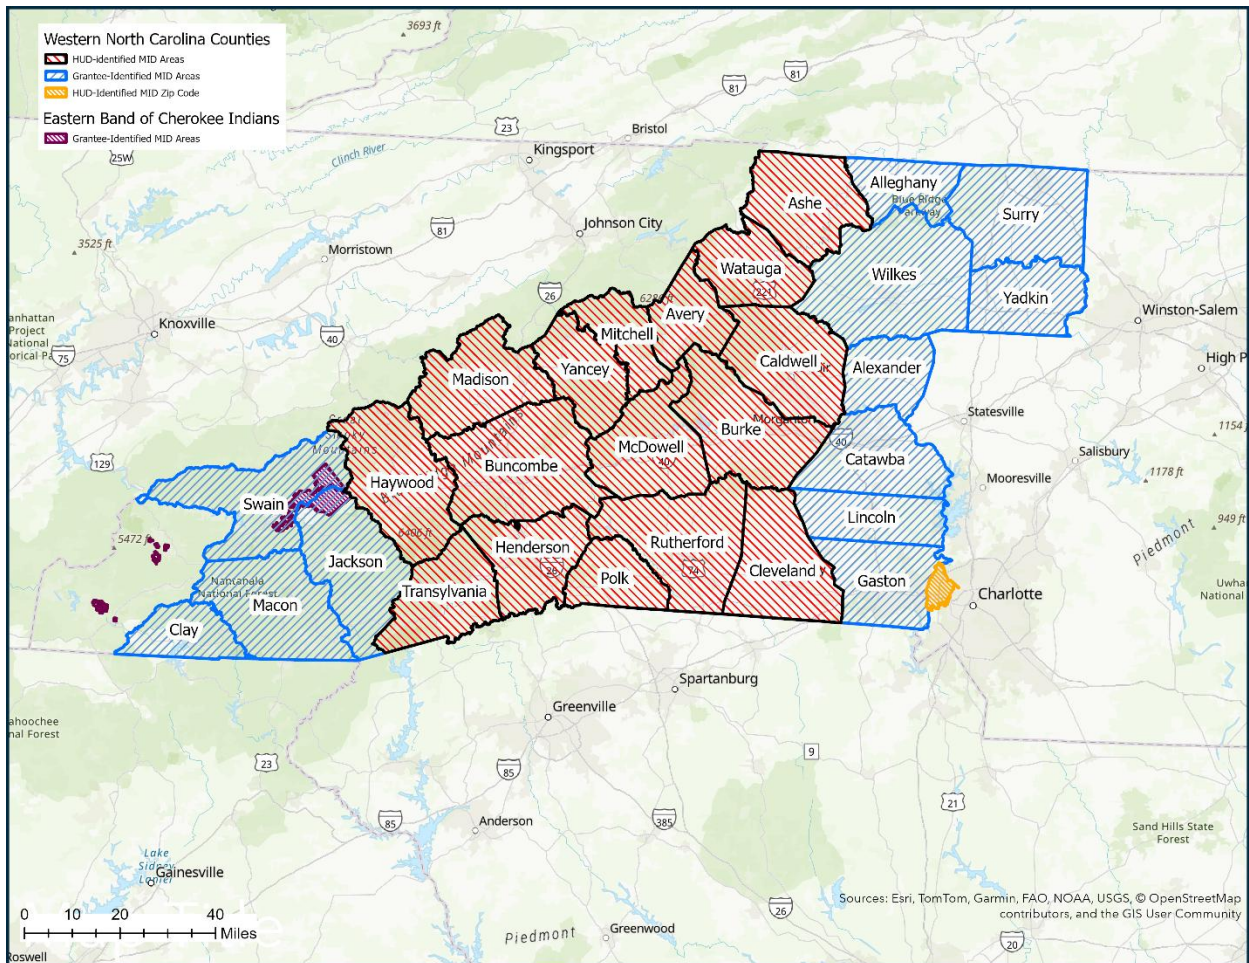 Western North Carolina Counties
HUD-identified MID Areas
Grantee-Identified MID Areas
HUD-Identified MID Zip Code
Eastern Band of Cherokee Indians
Grantee-Identified MID Areas
3693 ft
81
81
23
Bristol
Kingsport
25W
Clinch River
Alleghany
Blue Ridge
Parkway
Ashe
Surry
Johnson City
81
3525 ft
Morristown
Watauga
221
Wilkes
Yadkin
26
Avery
Winston-Salem
Knoxville
Mitchell
40
75
High P
Caldwell
Yancey
Alexander
Madison
Statesville
Burke
Morganton
40
1154 ft
McDowell
40
Catawba
Salisbury
129
Buncombe
Haywood
1178 ft
Mooresville
Swain
Lincoln
949 ft
5472 ft
Rutherford
Henderson
26
74
Piedmont
Jackson
Polk
Cleveland
Gaston
Transylvania
Nantahala
National Forest
Macon
Charlotte
Uwha
National
Clay
Spartanburg
Greenville
ahoochee
nal Forest
23
9
85
21
85
Anderson
385
Sand Hills State
Forest
Lake
Sidney
Lanier
Gainesville
Sources: Esri, TomTom, Garmin, FAO, NOAA, USGS, © OpenStreetMap
contributors, and the GIS User Community
0 10 20 40
Miles
26
Piedmont
Greenwood
20
Roswell